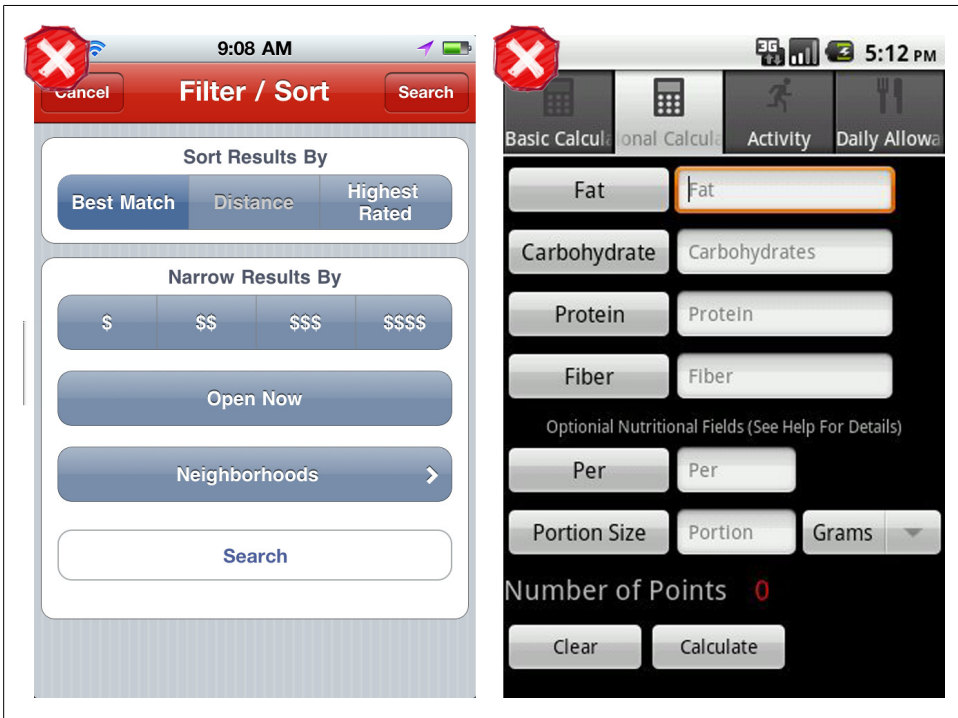 9:08 AM
Cancel
Filter / Sort
Search
Sort Results By
Best Match
Distance
Highest
Rated
Narrow Results By
$
$$
$$$
$$$$
Open Now
Neighborhoods
Search
3G
5:12 PM
Basic Calcula
ional Calcula
Activity
Daily Allowa
Fat
Fat
Carbohydrate
Carbohydrates
Protein
Protein
Fiber
Fiber
Optionial Nutritional Fields (See Help For Details)
Per
Per
Portion Size
Portion
Grams
Number of Points 0
Clear
Calculate